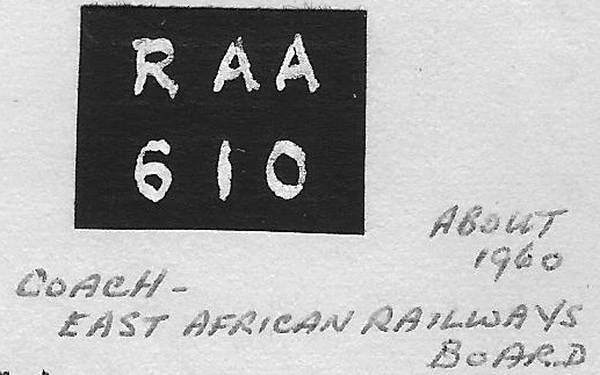 RAA
610
ABOUT
1960
COACH-
EAST AFRICAN RAILWAYS
BOARD